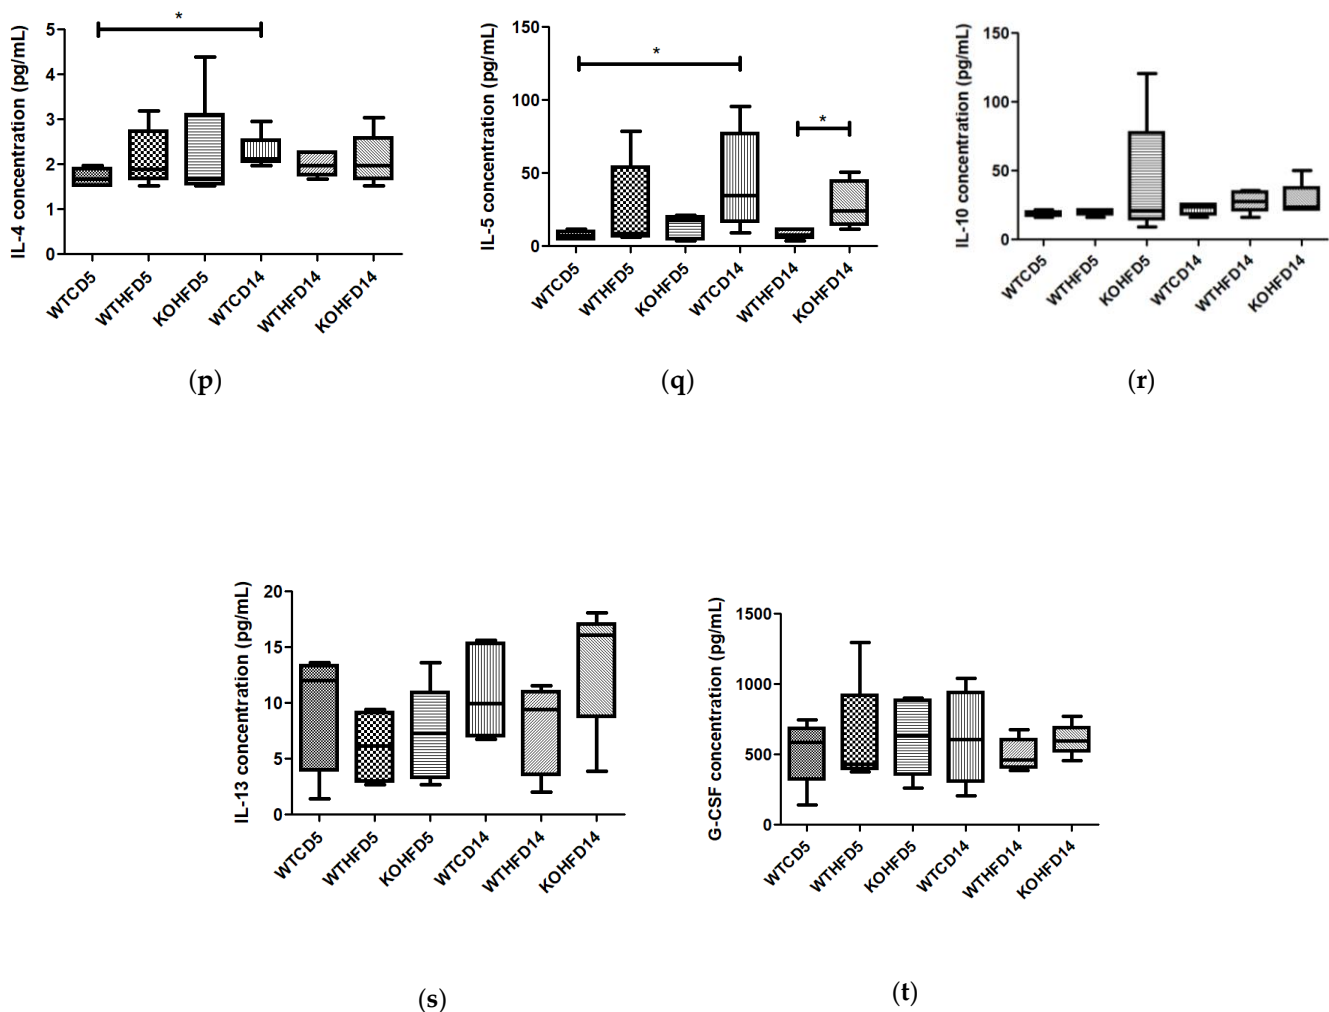 IL-4 concentration (pg/mL)
5
4
3
2
1
0
*
WTCD5
WTHFD5
KOHFD5
WTCD14
WTHFD14
KOHFD14
(p)
IL-5 concentration (pg/mL)
150
100
50
0
*
*
WTCD5
WTHFD5
KOHFD5
WTCD14
WTHFD14
KOHFD14
(q)
IL-10 concentration (pg/mL)
150
100
50
0
WTCD5
WTHFD5
KOHFD5
WTCD14
WTHFD14
KOHFD14
(r)
IL-13 concentration (pg/mL)
20
15
10
5
0
WTCD5
WTHFD5
KOHFD5
WTCD14
WTHFD14
KOHFD14
(s)
G-CSF concentration (pg/mL)
1500
1000
500
0
WTCD5
WTHFD5
KOHFD5
WTCD14
WTHFD14
KOHFD14
(t)